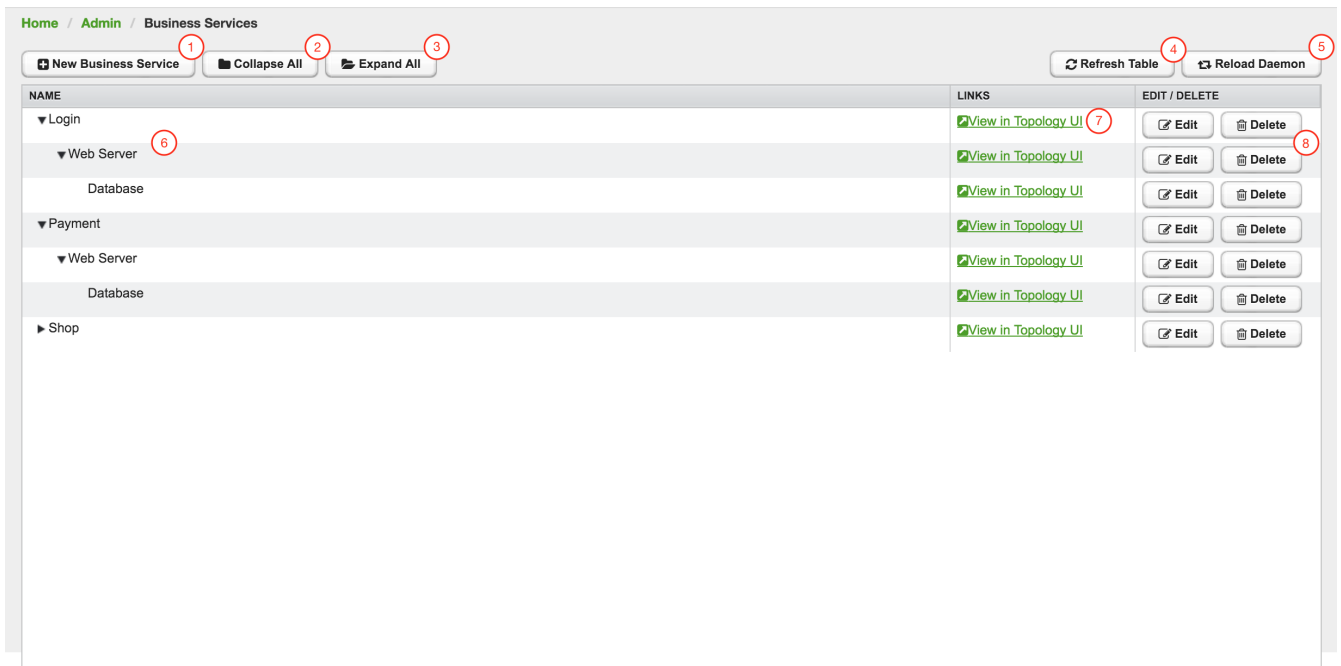 Home / Admin / Business Services
1 2 3 4 5
New Business Service Collapse All Expand All Refresh Table Reload Daemon
NAME LINKS EDIT / DELETE
Login View in Topology UI 7 Edit Delete
6 8
Web Server View in Topology UI Edit Delete
Database View in Topology UI Edit Delete
Payment View in Topology UI Edit Delete
Web Server View in Topology UI Edit Delete
Database View in Topology UI Edit Delete
Shop View in Topology UI Edit Delete